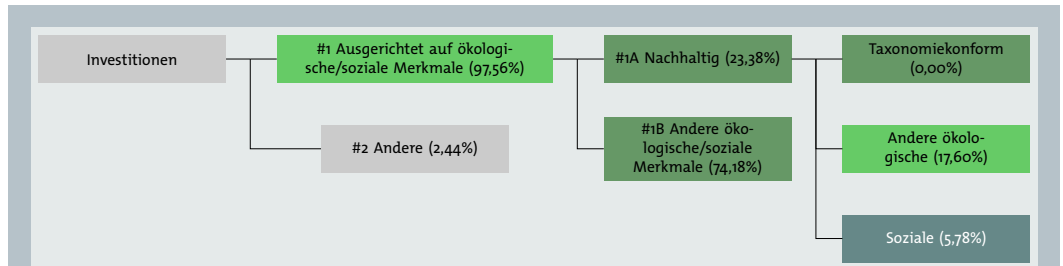 Investitionen
#1 Ausgerichtet auf ökologi-
sche/soziale Merkmale (97,56%)
#1A Nachhaltig (23,38%)
Taxonomiekonform
(0,00%)
#2 Andere (2,44%)
#1B Andere öko-
logische/soziale
Merkmale (74,18%)
Andere ökolo-
gische (17,60%)
Soziale (5,78%)